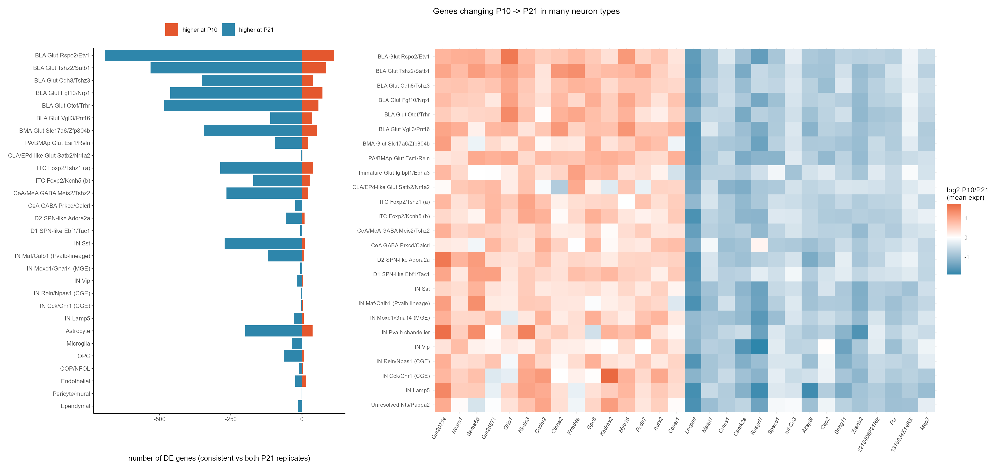 Genes changing P10 -> P21 in many neuron types
higher at P10
higher at P21
BLA Glut Rspo2/Etv1
BLA Glut Tshz2/Satb1
BLA Glut Cdh8/Tshz3
BLA Glut Fgf10/Nrp1
BLA Glut Otof/Trhr
BLA Glut Vgll3/Prr16
BMA Glut Slc17a6/Zfp804b
PA/BMAp Glut Esr1/Reln
CLA/EPd-like Glut Satb2/Nr4a2
ITC Foxp2/Tshz1 (a)
ITC Foxp2/Kcnh5 (b)
CeA/MeA GABA Meis2/Tshz2
CeA GABA Prkcd/Calcrl
D2 SPN-like Adora2a
D1 SPN-like Ebf1/Tac1
IN Sst
IN Maf/Calb1 (Pvalb-lineage)
IN Moxd1/Gna14 (MGE)
IN Vip
IN Reln/Npas1 (CGE)
IN Cck/Cnr1 (CGE)
IN Lamp5
Astrocyte
Microglia
OPC
COP/NFOL
Endothelial
Pericyte/mural
Ependymal
-500
-250
0
number of DE genes (consistent vs both P21 replicates)
BLA Glut Rspo2/Etv1
BLA Glut Tshz2/Satb1
BLA Glut Cdh8/Tshz3
BLA Glut Fgf10/Nrp1
BLA Glut Otof/Trhr
BLA Glut Vgll3/Prr16
BMA Glut Slc17a6/Zfp804b
PA/BMAp Glut Esr1/Reln
Immature Glut Igfbpl1/Epha3
CLA/EPd-like Glut Satb2/Nr4a2
ITC Foxp2/Tshz1 (a)
ITC Foxp2/Kcnh5 (b)
CeA/MeA GABA Meis2/Tshz2
CeA GABA Prkcd/Calcrl
D2 SPN-like Adora2a
D1 SPN-like Ebf1/Tac1
IN Sst
IN Maf/Calb1 (Pvalb-lineage)
IN Moxd1/Gna14 (MGE)
IN Pvalb chandelier
IN Vip
IN Reln/Npas1 (CGE)
IN Cck/Cnr1 (CGE)
IN Lamp5
Unresolved Nts/Pappa2
Gm20754
Ncam1
Sema6d
Gm26871
Grip1
Nkain3
Cadm2
Ctnna2
Frmd4a
Gpc6
Khdrbs2
Myo16
Pcdh7
Auts2
Ccser1
Lncpint
Malat1
Cmss1
Camk2a
Rasgrf1
Specc1
mt-Co3
Akap8l
Cap2
Snhg11
Zranb2
2210408F21Rik
Ftx
1810034E14Rik
Map7
log2 P10/P21
(mean expr)
1
0
-1